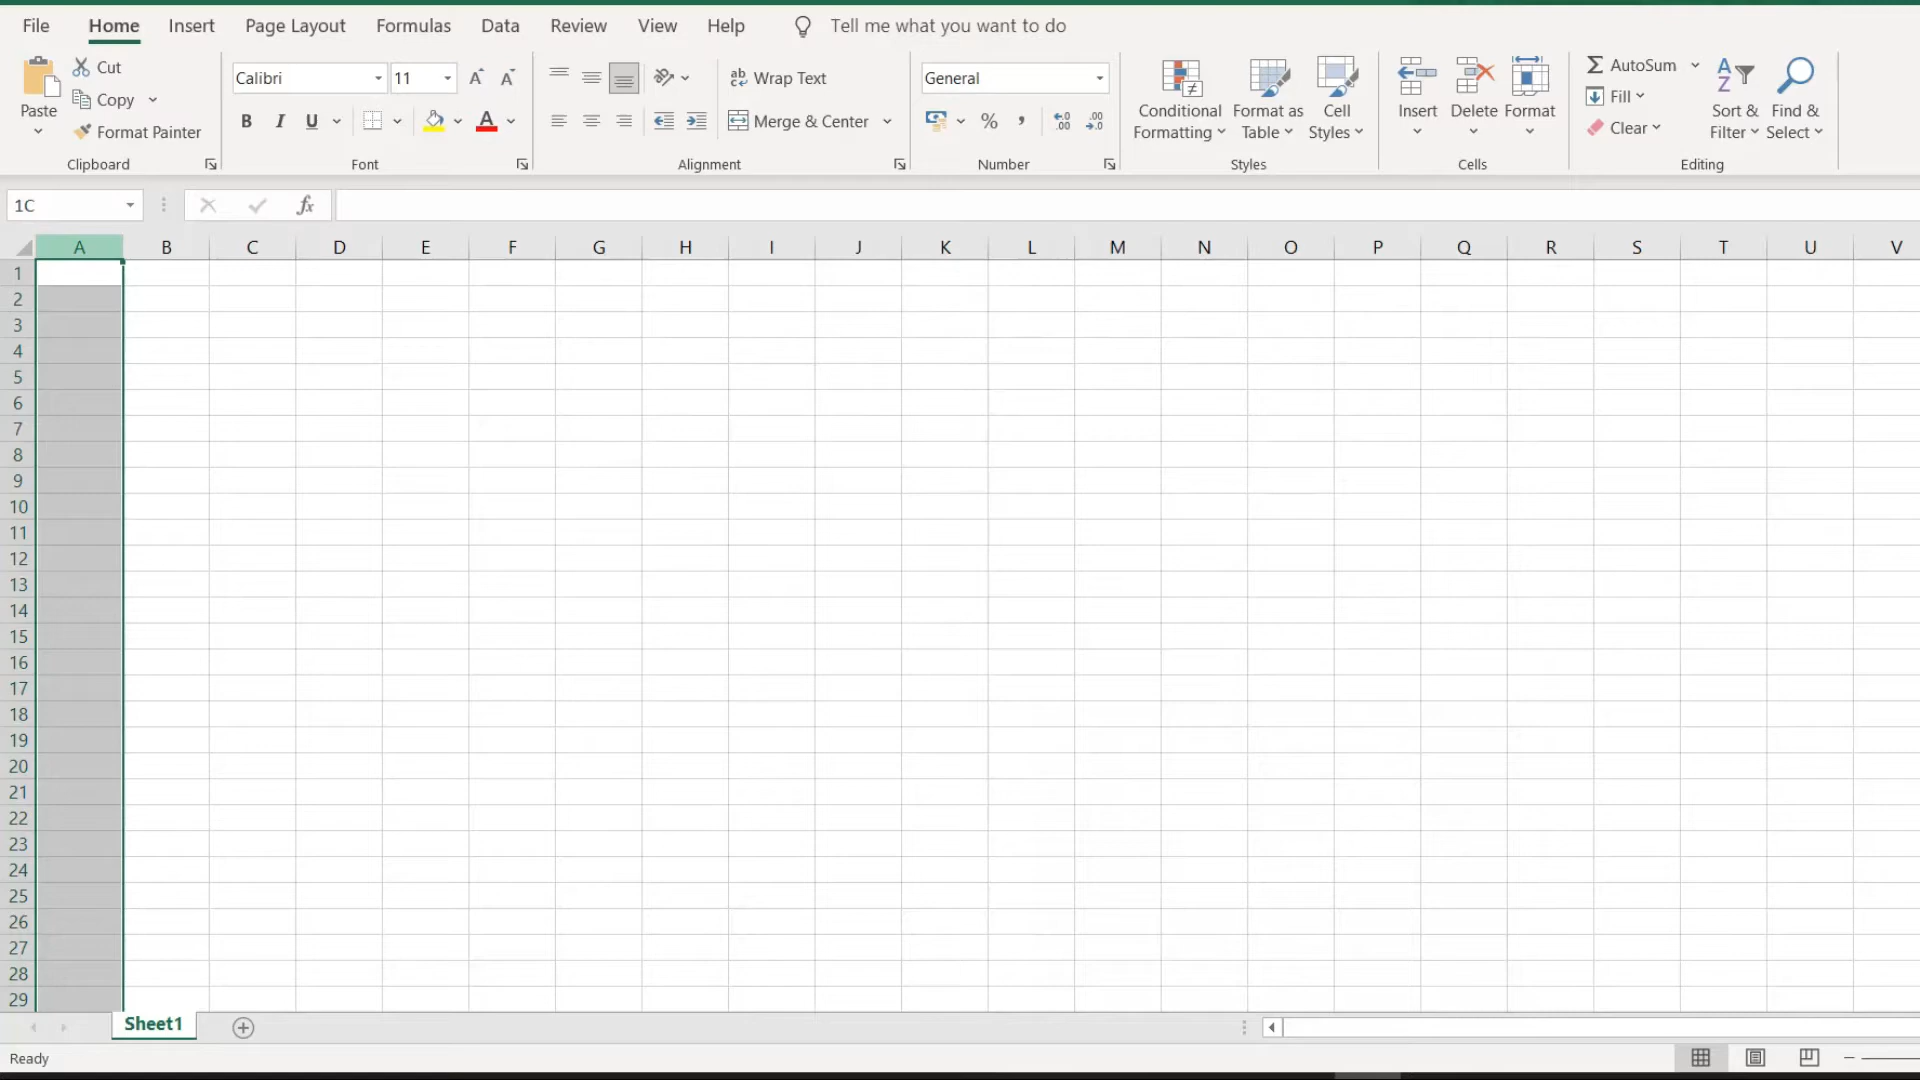 File Home Insert Page Layout Formulas Data Review View Help Tell me what you want to do
Cut
Calibri 11 Wrap Text General AutoSum
Paste Copy Conditional Formatting Format as Table Cell Styles Insert Delete Format Fill Sort & Filter Find & Select
Format Painter B I U A Merge & Center % , Clear
Clipboard Font Alignment Number Styles Cells Editing
1C fx
A B C D E F G H I J K L M N O P Q R S T U V
1
2
3
4
5
6
7
8
9
10
11
12
13
14
15
16
17
18
19
20
21
22
23
24
25
26
27
28
29
Sheet1
Ready